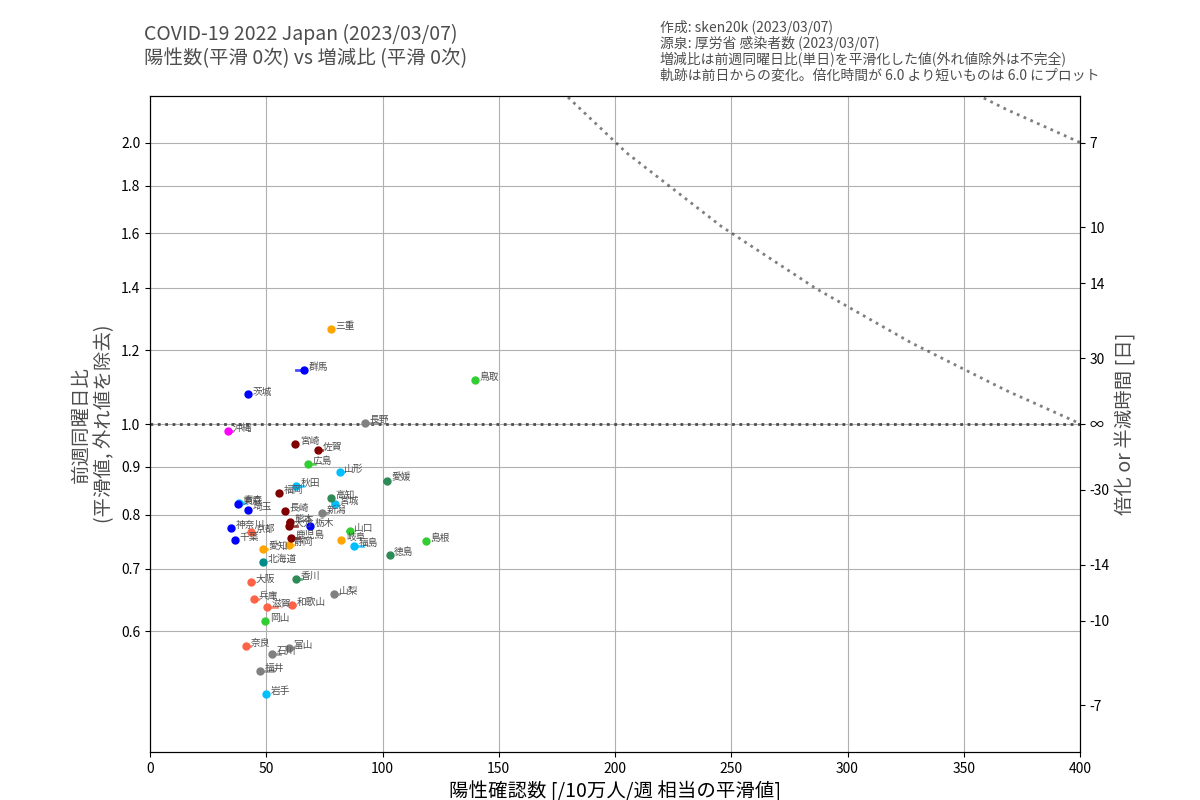 COVID-19 2022 Japan (2023/03/07)
陽性数(平滑 0次) vs 増減比 (平滑 0次)
作成: sken20k (2023/03/07)
源泉: 厚労省 感染者数 (2023/03/07)
増減比は前週同曜日比(単日)を平滑化した値(外れ値除外は不完全)
軌跡は前日からの変化。倍化時間が 6.0 より短いものは 6.0 にプロット
2.0
1.8
1.6
1.4
1.2
1.0
0.9
0.8
0.7
0.6
前週同曜日比
(平滑値, 外れ値を除去)
三重
群馬
鳥取
茨城
長野
沖縄
宮崎
佐賀
広島
山形
愛媛
秋田
福岡
高知
宮城
埼玉
長崎
新潟
熊本
栃木
神奈川
京都
山口
鹿児島
千葉
静岡
岐阜
島根
愛知
福島
徳島
北海道
香川
大阪
山梨
兵庫
滋賀
和歌山
岡山
奈良
富山
石川
福井
岩手
7
10
14
30
∞
-30
-14
-10
-7
倍化 or 半減時間 [日]
0
50
100
150
200
250
300
350
400
陽性確認数 [/10万人/週 相当の平滑値]